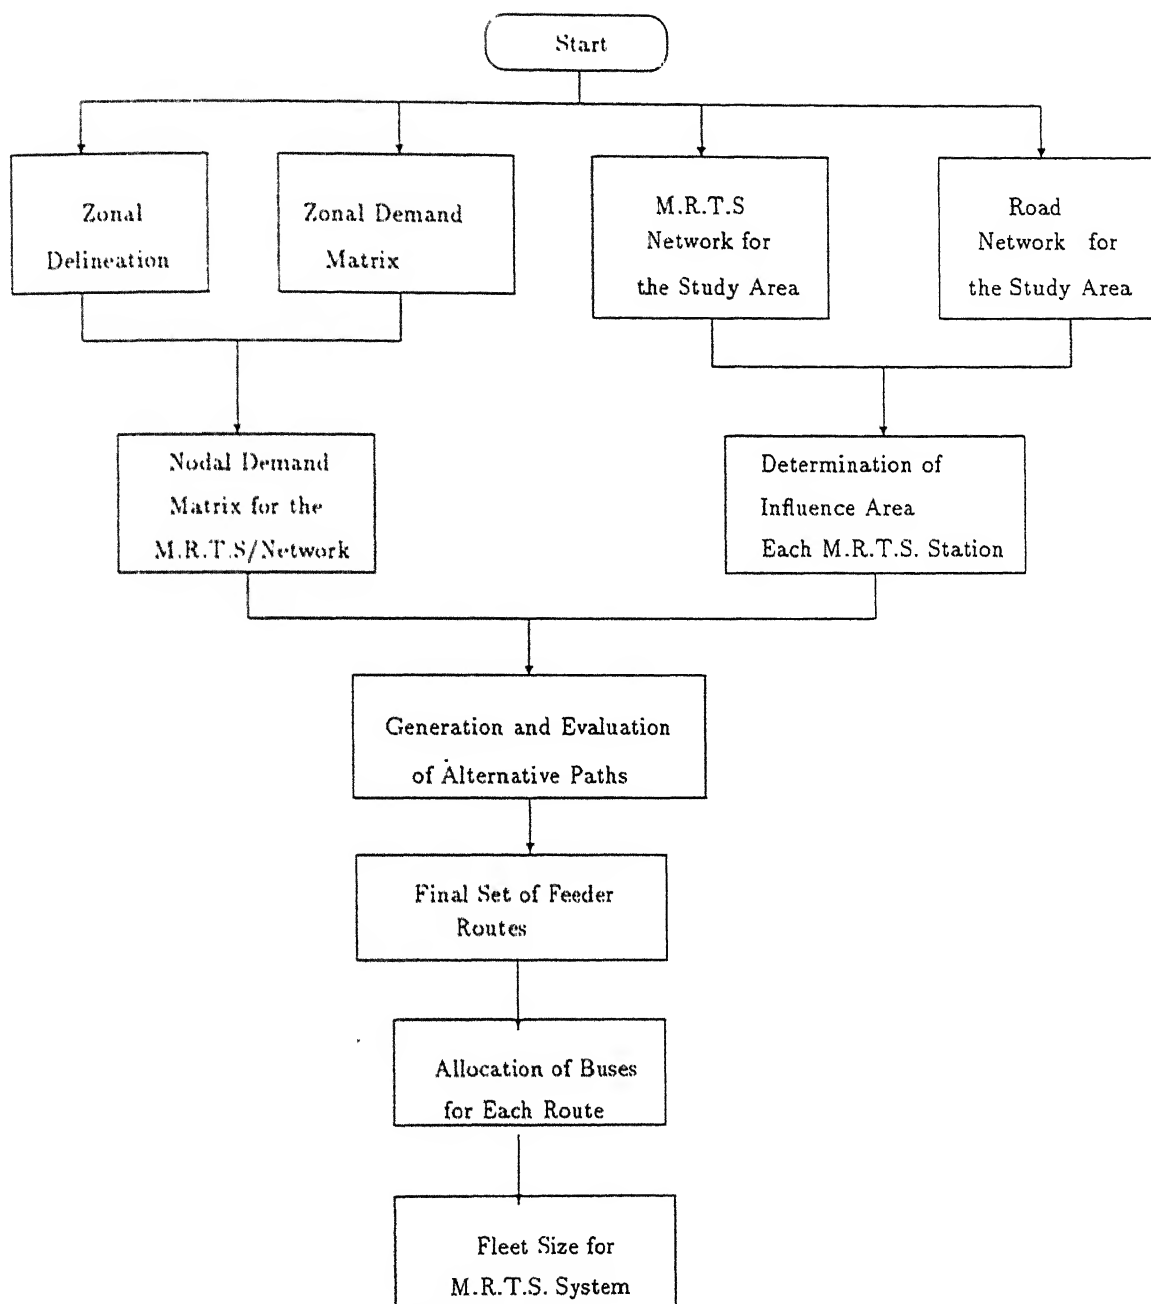 Start
Zonal
Delineation
Zonal Demand
Matrix
M.R.T.S
Network for
the Study Area
Road
Network for
the Study Area
Nodal Demand
Matrix for the
M.R.T.S/Network
Determination of
Influence Area
Each M.R.T.S. Station
Generation and Evaluation
of Alternative Paths
Final Set of Feeder
Routes
Allocation of Buses
for Each Route
Fleet Size for
M.R.T.S. System